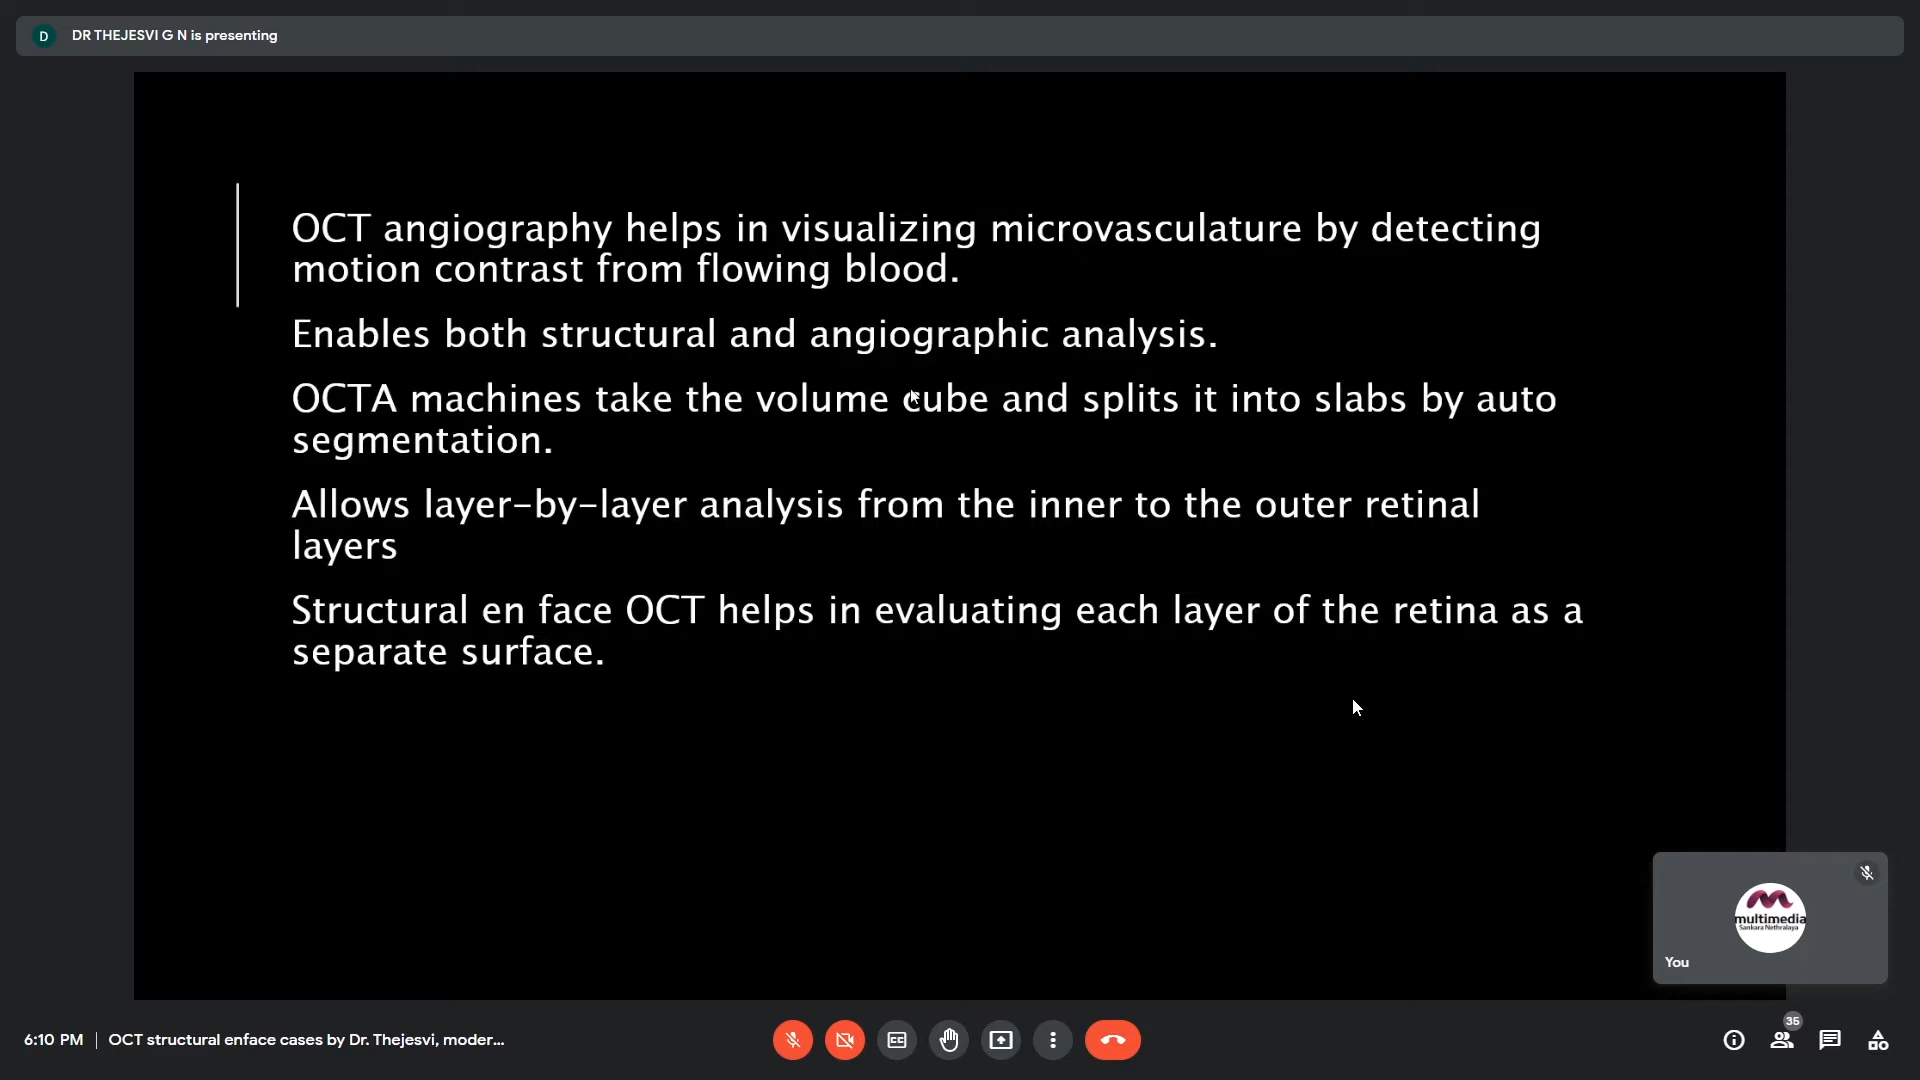 D DR THEJESVI G N is presenting
OCT angiography helps in visualizing microvasculature by detecting
motion contrast from flowing blood.
Enables both structural and angiographic analysis.
OCTA machines take the volume cube and splits it into slabs by auto
segmentation.
Allows layer-by-layer analysis from the inner to the outer retinal
layers
Structural en face OCT helps in evaluating each layer of the retina as a
separate surface.
multimedia
Sankara Nethralaya
You
6:10 PM | OCT structural enface cases by Dr. Thejesvi, moder...
35